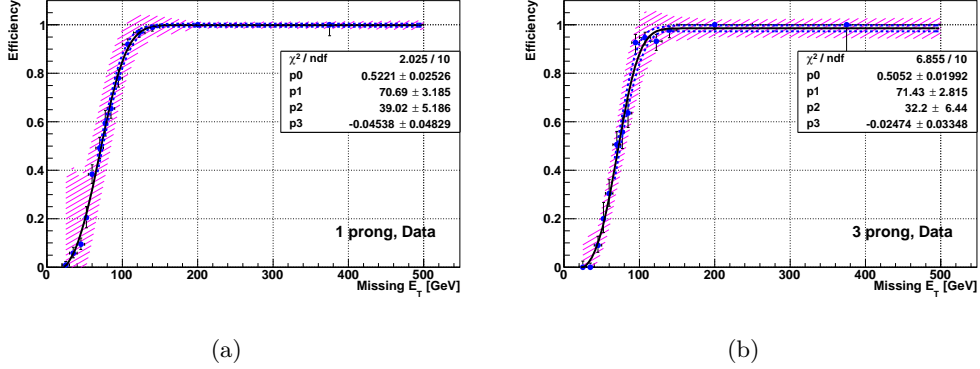 Efficiency
1
0.8
0.6
0.4
0.2
0
0 100 200 300 400 500
Missing E_T [GeV]
χ² / ndf 2.025 / 10
p0 0.5221 ± 0.02526
p1 70.69 ± 3.185
p2 39.02 ± 5.186
p3 -0.04538 ± 0.04829
1 prong, Data
(a)
Efficiency
1
0.8
0.6
0.4
0.2
0
0 100 200 300 400 500
Missing E_T [GeV]
χ² / ndf 6.855 / 10
p0 0.5052 ± 0.01992
p1 71.43 ± 2.815
p2 32.2 ± 6.44
p3 -0.02474 ± 0.03348
3 prong, Data
(b)